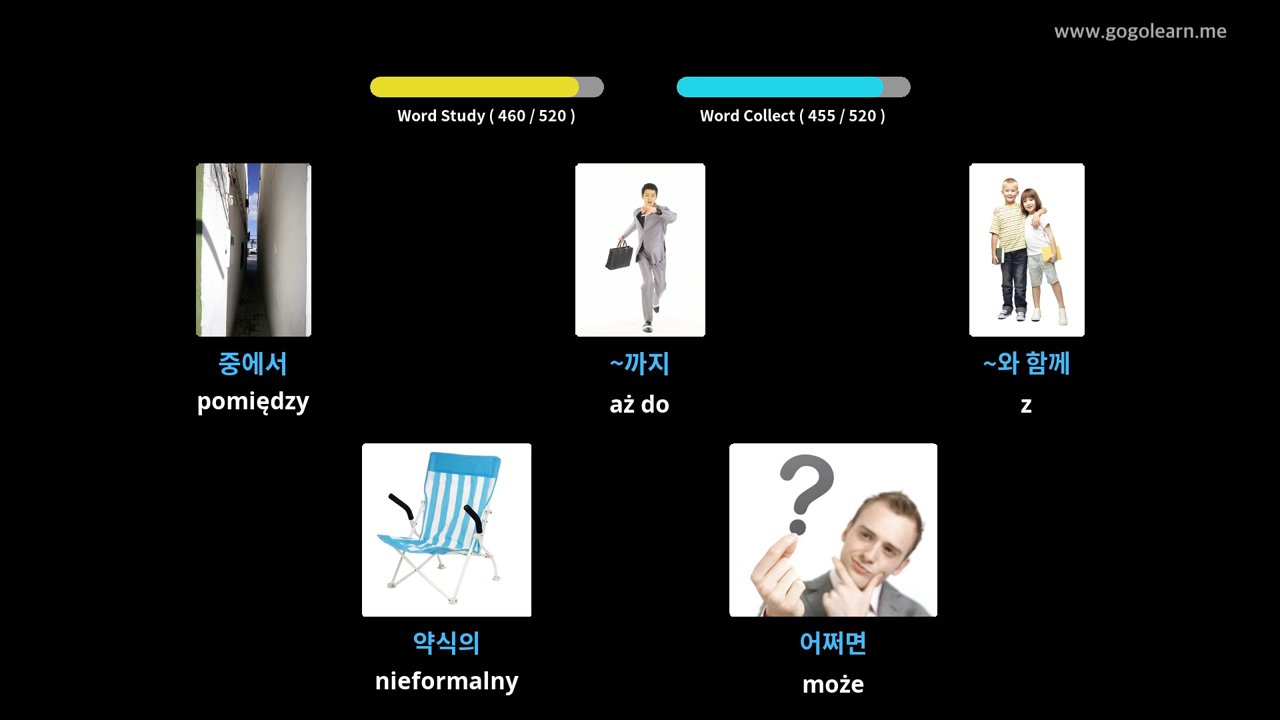 www.gogolearn.me
Word Study ( 460 / 520 )
Word Collect ( 455 / 520 )
중에서
pomiędzy
~까지
aż do
~와 함께
z
약식의
nieformalny
어쩌면
może